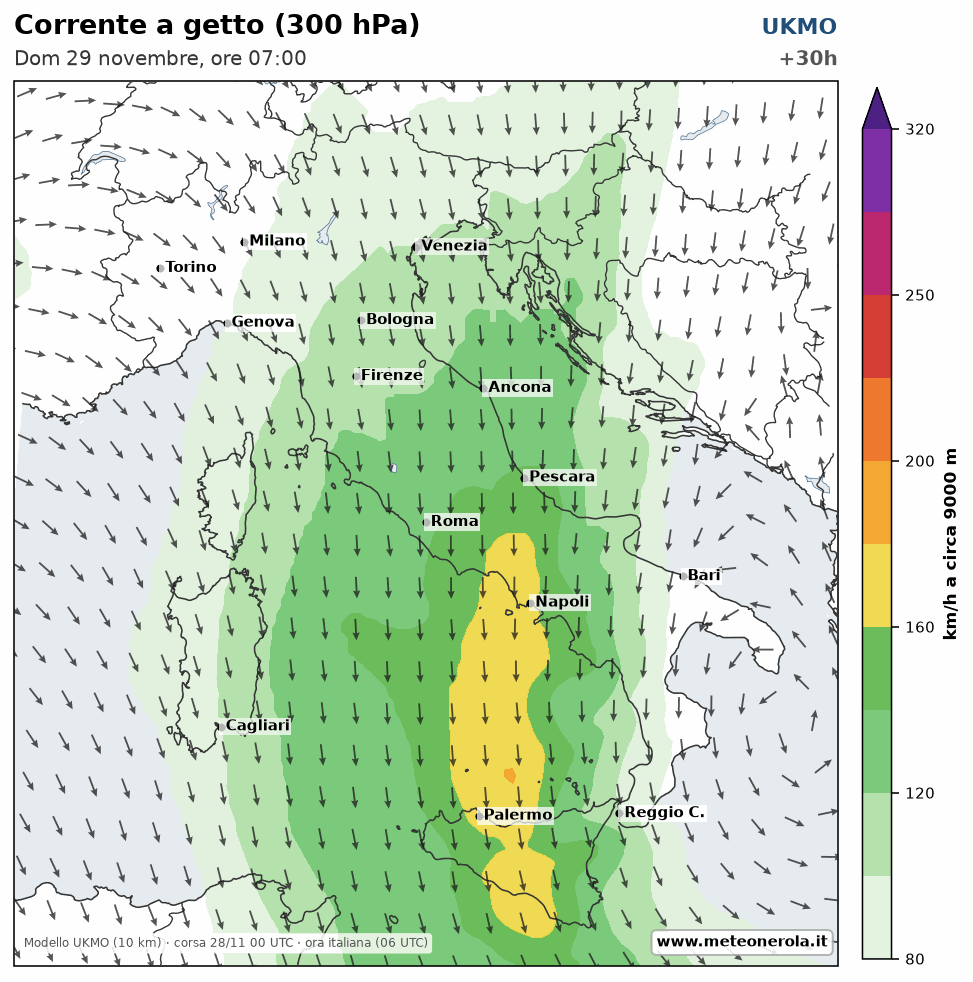 Corrente a getto (300 hPa)
UKMO
Dom 29 novembre, ore 07:00
+30h
320
250
200
160
120
80
km/h a circa 9000 m
Milano
Venezia
Torino
Genova
Bologna
Firenze
Ancona
Pescara
Roma
Bari
Napoli
Cagliari
Palermo
Reggio C.
Modello UKMO (10 km) · corsa 28/11 00 UTC · ora italiana (06 UTC)
www.meteonerola.it